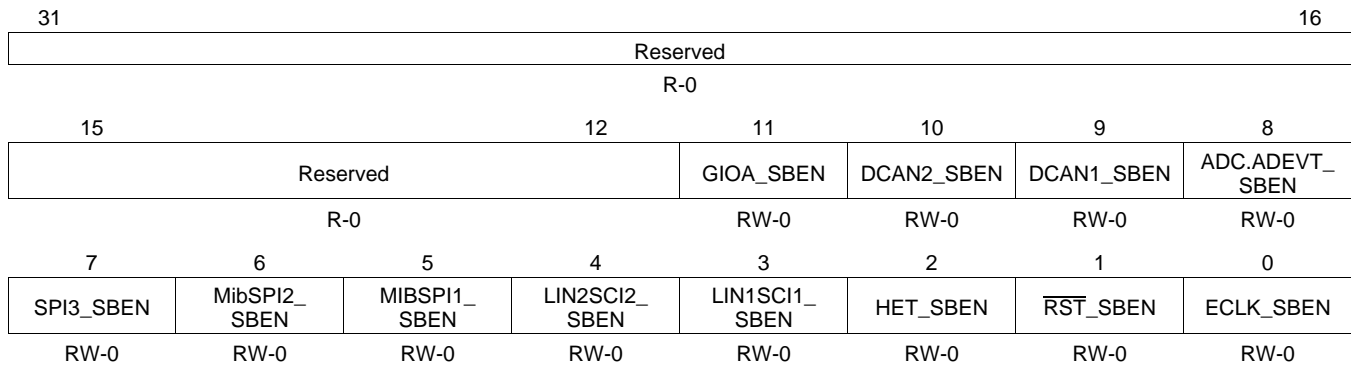 31 16
Reserved
R-0
15 12 11 10 9 8
Reserved GIOA_SBEN DCAN2_SBEN DCAN1_SBEN ADC.ADEVT_
SBEN
R-0 RW-0 RW-0 RW-0 RW-0
7 6 5 4 3 2 1 0
SPI3_SBEN MibSPI2_
SBEN MIBSPI1_
SBEN LIN2SCI2_
SBEN LIN1SCI1_
SBEN HET_SBEN R̅S̅T̅_SBEN ECLK_SBEN
RW-0 RW-0 RW-0 RW-0 RW-0 RW-0 RW-0 RW-0